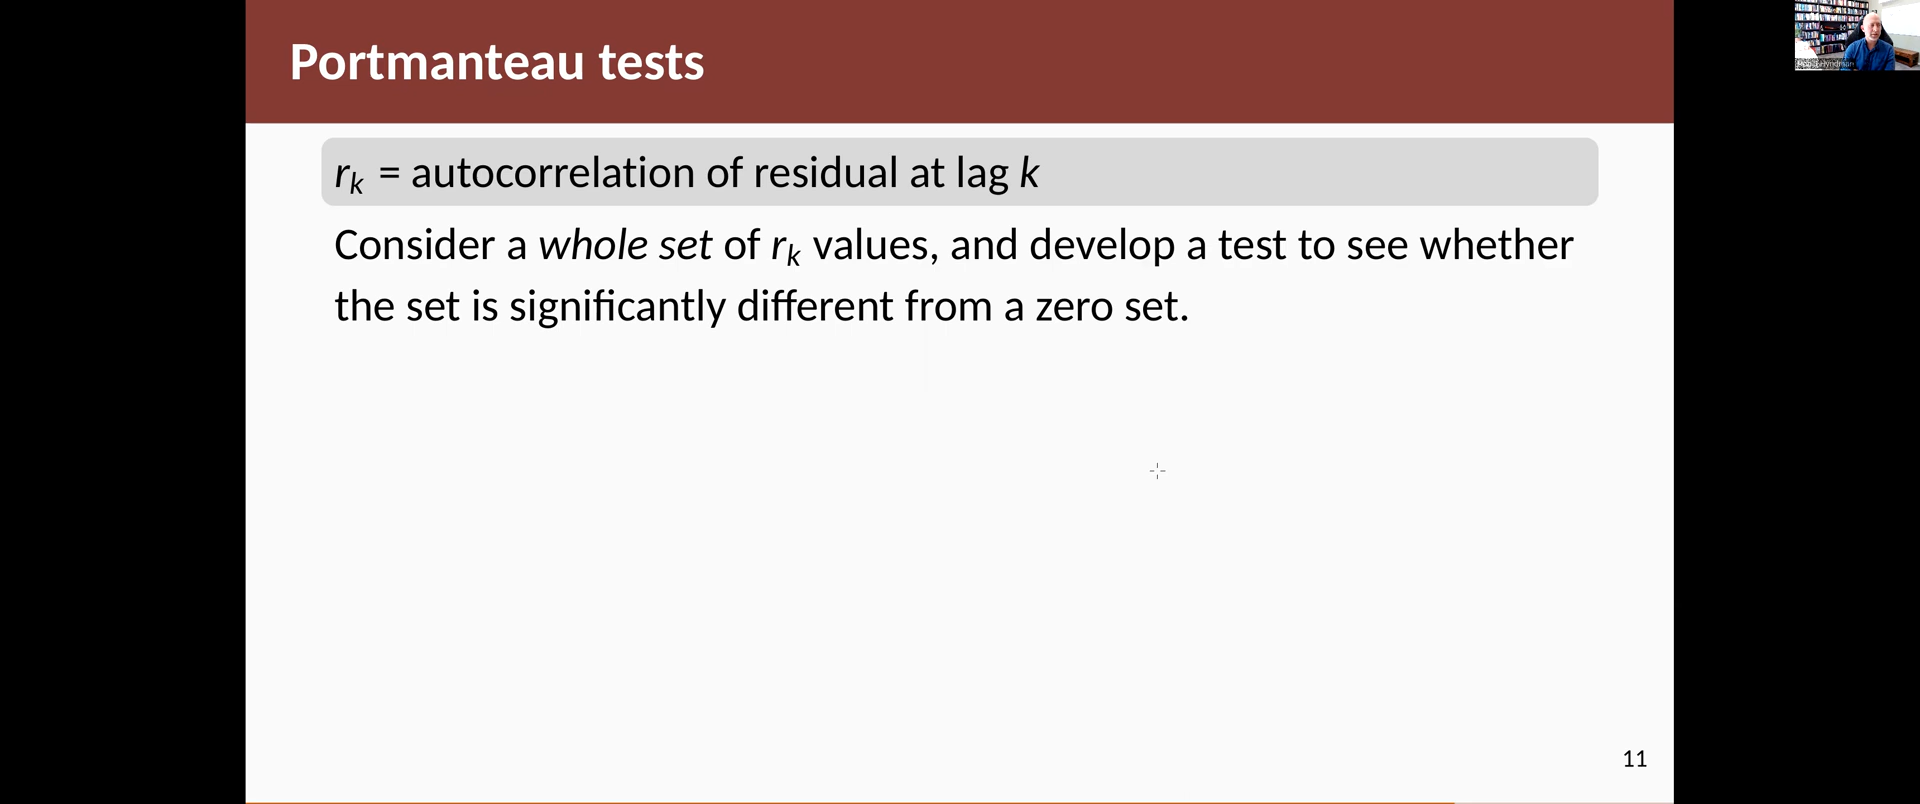 Portmanteau tests
rk = autocorrelation of residual at lag k
Consider a whole set of rk values, and develop a test to see whether
the set is significantly different from a zero set.
11